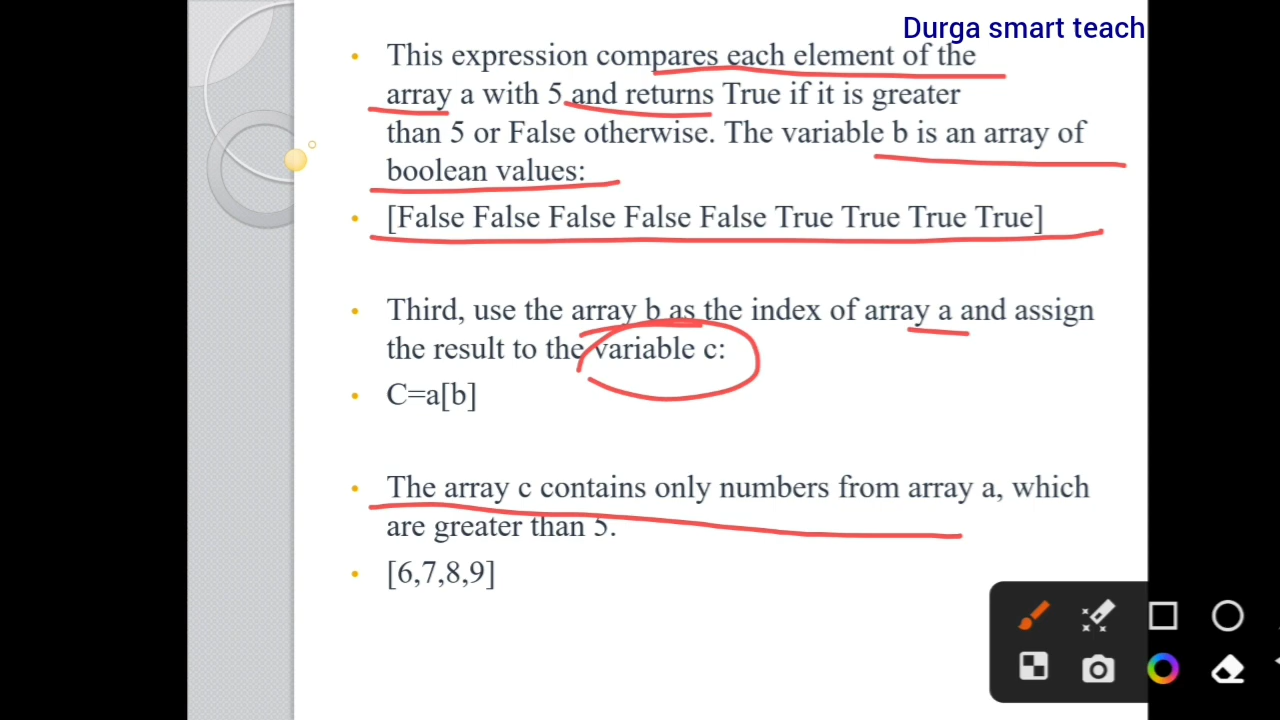 Durga smart teach
This expression compares each element of the
array a with 5 and returns True if it is greater
than 5 or False otherwise. The variable b is an array of
boolean values:
[False False False False False True True True True]
Third, use the array b as the index of array a and assign
the result to the variable c:
C=a[b]
The array c contains only numbers from array a, which
are greater than 5.
[6,7,8,9]